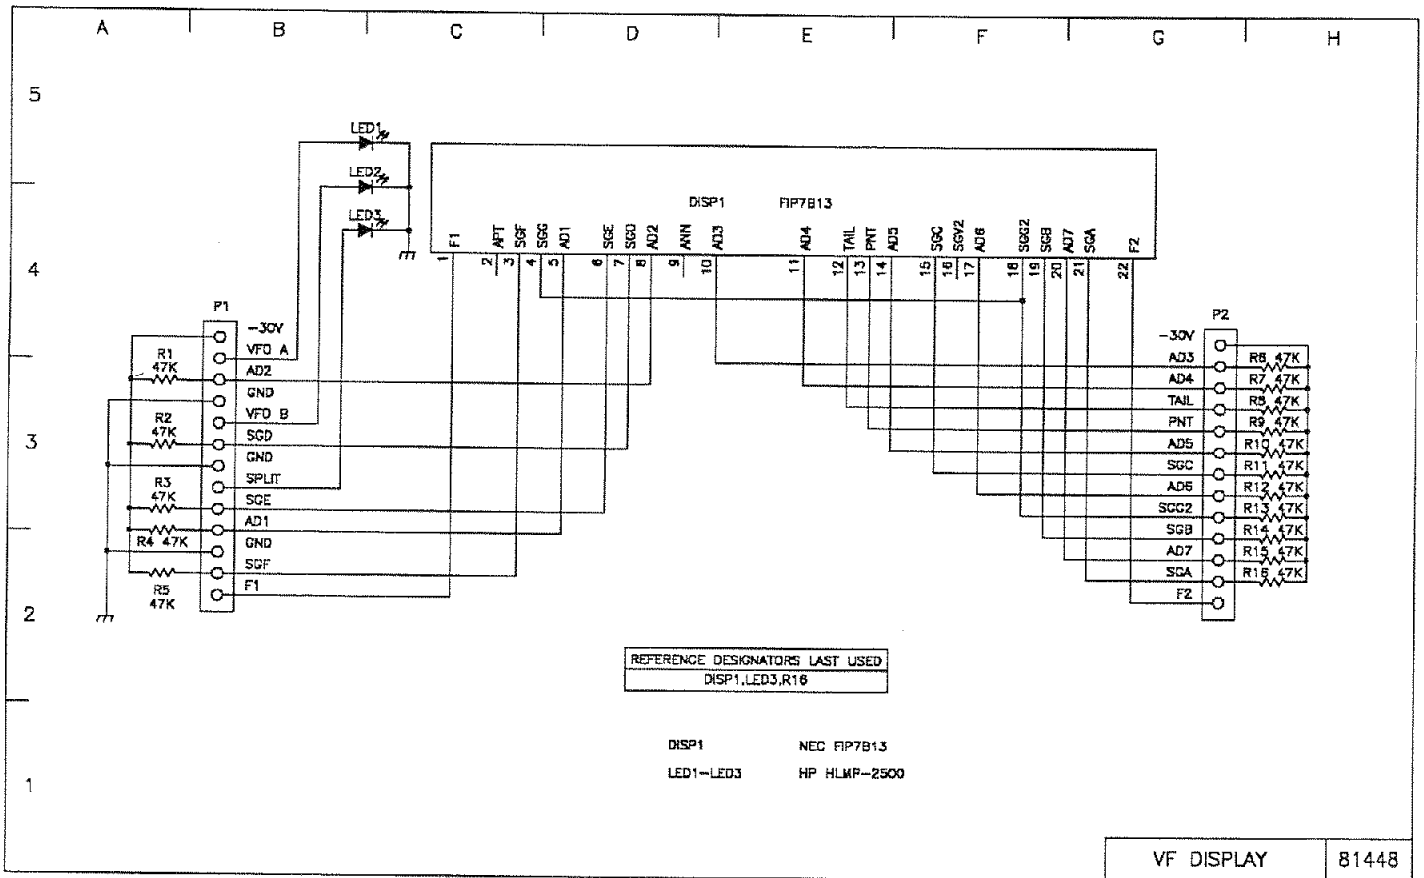 A B C D E F G H
5
4
3
2
1
LED1
LED2
LED3
DISP1 FIP7B13
F1 APT SGF SGG AD1 SGE SGD AD2 ANN AD3 AD4 TAIL PNT AD5 SGC SGV2 AD6 SGG2 SGB AD7 SGA F2
1 2 3 4 5 6 7 8 9 10 11 12 13 14 15 16 17 18 19 20 21 22
P1
-30V
VFO A
AD2
GND
VFO B
SGD
GND
SPLIT
SGE
AD1
GND
SGF
F1
R1
47K
R2
47K
R3
47K
R4 47K
R5
47K
P2
-30V
AD3
AD4
TAIL
PNT
AD5
SGC
AD6
SGG2
SGB
AD7
SGA
F2
R6 47K
R7 47K
R8 47K
R9 47K
R10 47K
R11 47K
R12 47K
R13 47K
R14 47K
R15 47K
R16 47K
REFERENCE DESIGNATORS LAST USED
DISP1,LED3,R16
DISP1 NEC FIP7B13
LED1-LED3 HP HLMP-2500
VF DISPLAY 81448